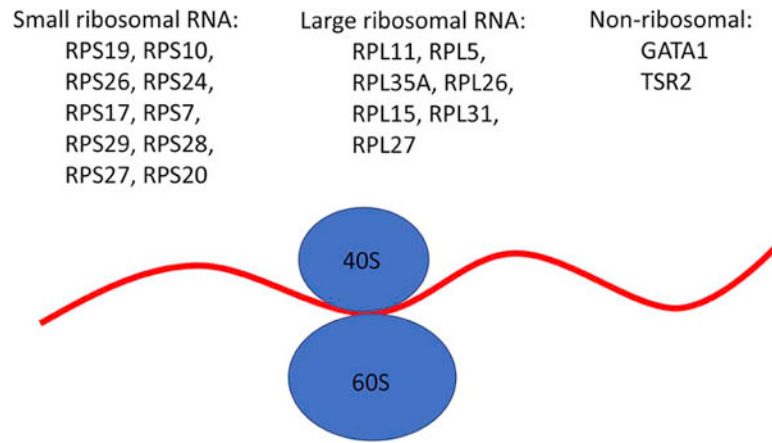 Small ribosomal RNA:
RPS19, RPS10,
RPS26, RPS24,
RPS17, RPS7,
RPS29, RPS28,
RPS27, RPS20
Large ribosomal RNA:
RPL11, RPL5,
RPL35A, RPL26,
RPL15, RPL31,
RPL27
Non-ribosomal:
GATA1
TSR2
40S
60S